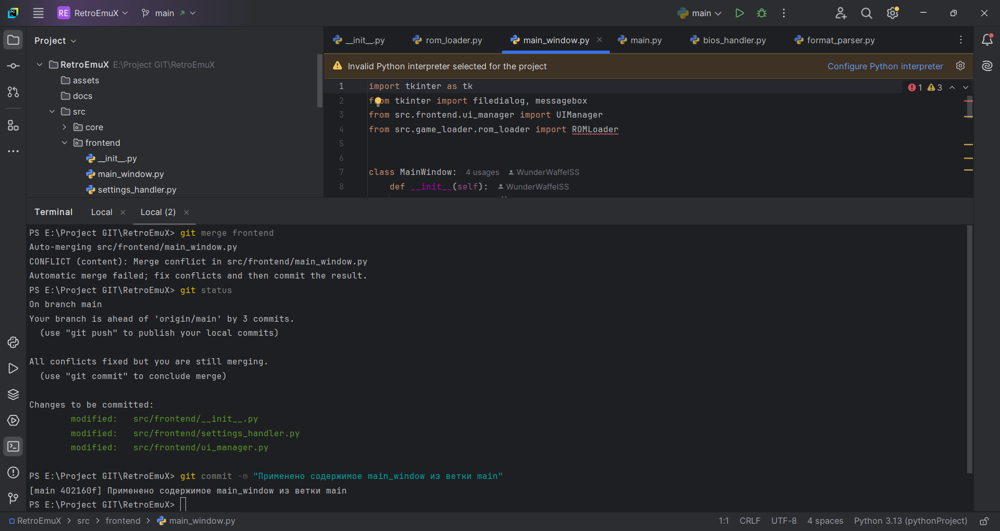 RE RetroEmuX main main
Project
RetroEmuX E:\Project GIT\RetroEmuX
assets
docs
src
core
frontend
__init__.py
main_window.py
settings_handler.py
__init__.py rom_loader.py main_window.py main.py bios_handler.py format_parser.py
Invalid Python interpreter selected for the project Configure Python interpreter
1 import tkinter as tk 1 3
2 from tkinter import filedialog, messagebox
3 from src.frontend.ui_manager import UIManager
4 from src.game_loader.rom_loader import ROMLoader
5
6
7 class MainWindow: 4 usages WunderWaffelSS
8 def __init__(self): WunderWaffelSS
Terminal Local Local (2)
PS E:\Project GIT\RetroEmuX> git merge frontend
Auto-merging src/frontend/main_window.py
CONFLICT (content): Merge conflict in src/frontend/main_window.py
Automatic merge failed; fix conflicts and then commit the result.
PS E:\Project GIT\RetroEmuX> git status
On branch main
Your branch is ahead of 'origin/main' by 3 commits.
(use "git push" to publish your local commits)
All conflicts fixed but you are still merging.
(use "git commit" to conclude merge)
Changes to be committed:
modified: src/frontend/__init__.py
modified: src/frontend/settings_handler.py
modified: src/frontend/ui_manager.py
PS E:\Project GIT\RetroEmuX> git commit -m "Применено содержимое main_window из ветки main"
[main 402160f] Применено содержимое main_window из ветки main
PS E:\Project GIT\RetroEmuX>
RetroEmuX > src > frontend > main_window.py 1:1 CRLF UTF-8 4 spaces Python 3.13 (pythonProject)